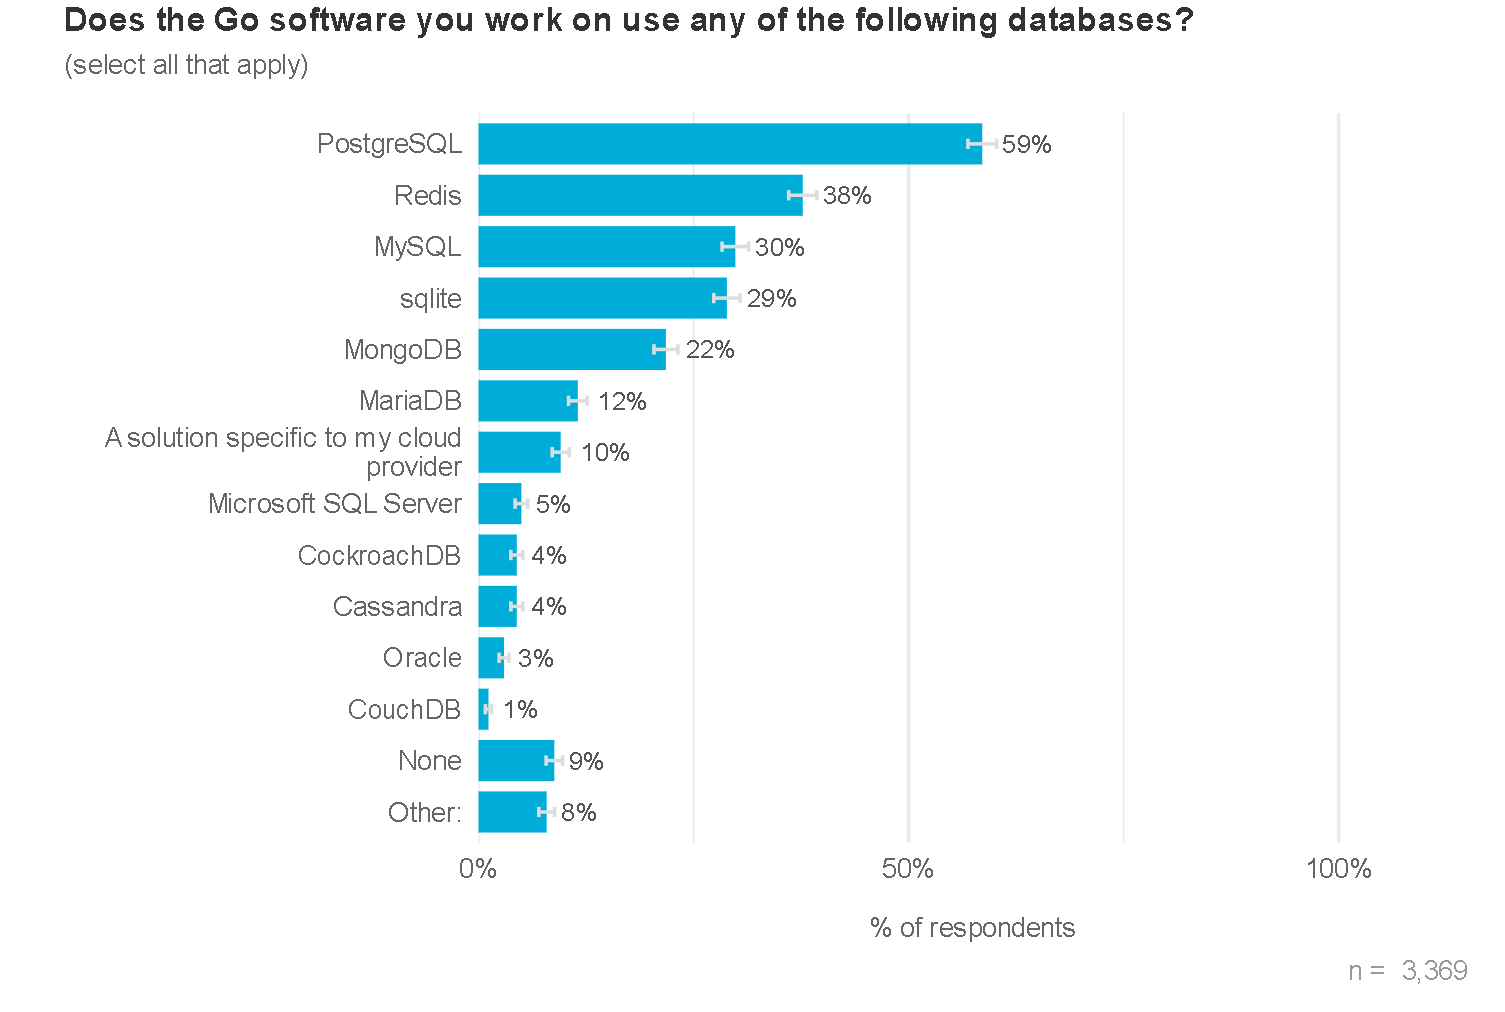 Does the Go software you work on use any of the following databases?
(select all that apply)
PostgreSQL 59%
Redis 38%
MySQL 30%
sqlite 29%
MongoDB 22%
MariaDB 12%
A solution specific to my cloud
provider 10%
Microsoft SQL Server 5%
CockroachDB 4%
Cassandra 4%
Oracle 3%
CouchDB 1%
None 9%
Other: 8%
0% 50% 100%
% of respondents
n = 3,369